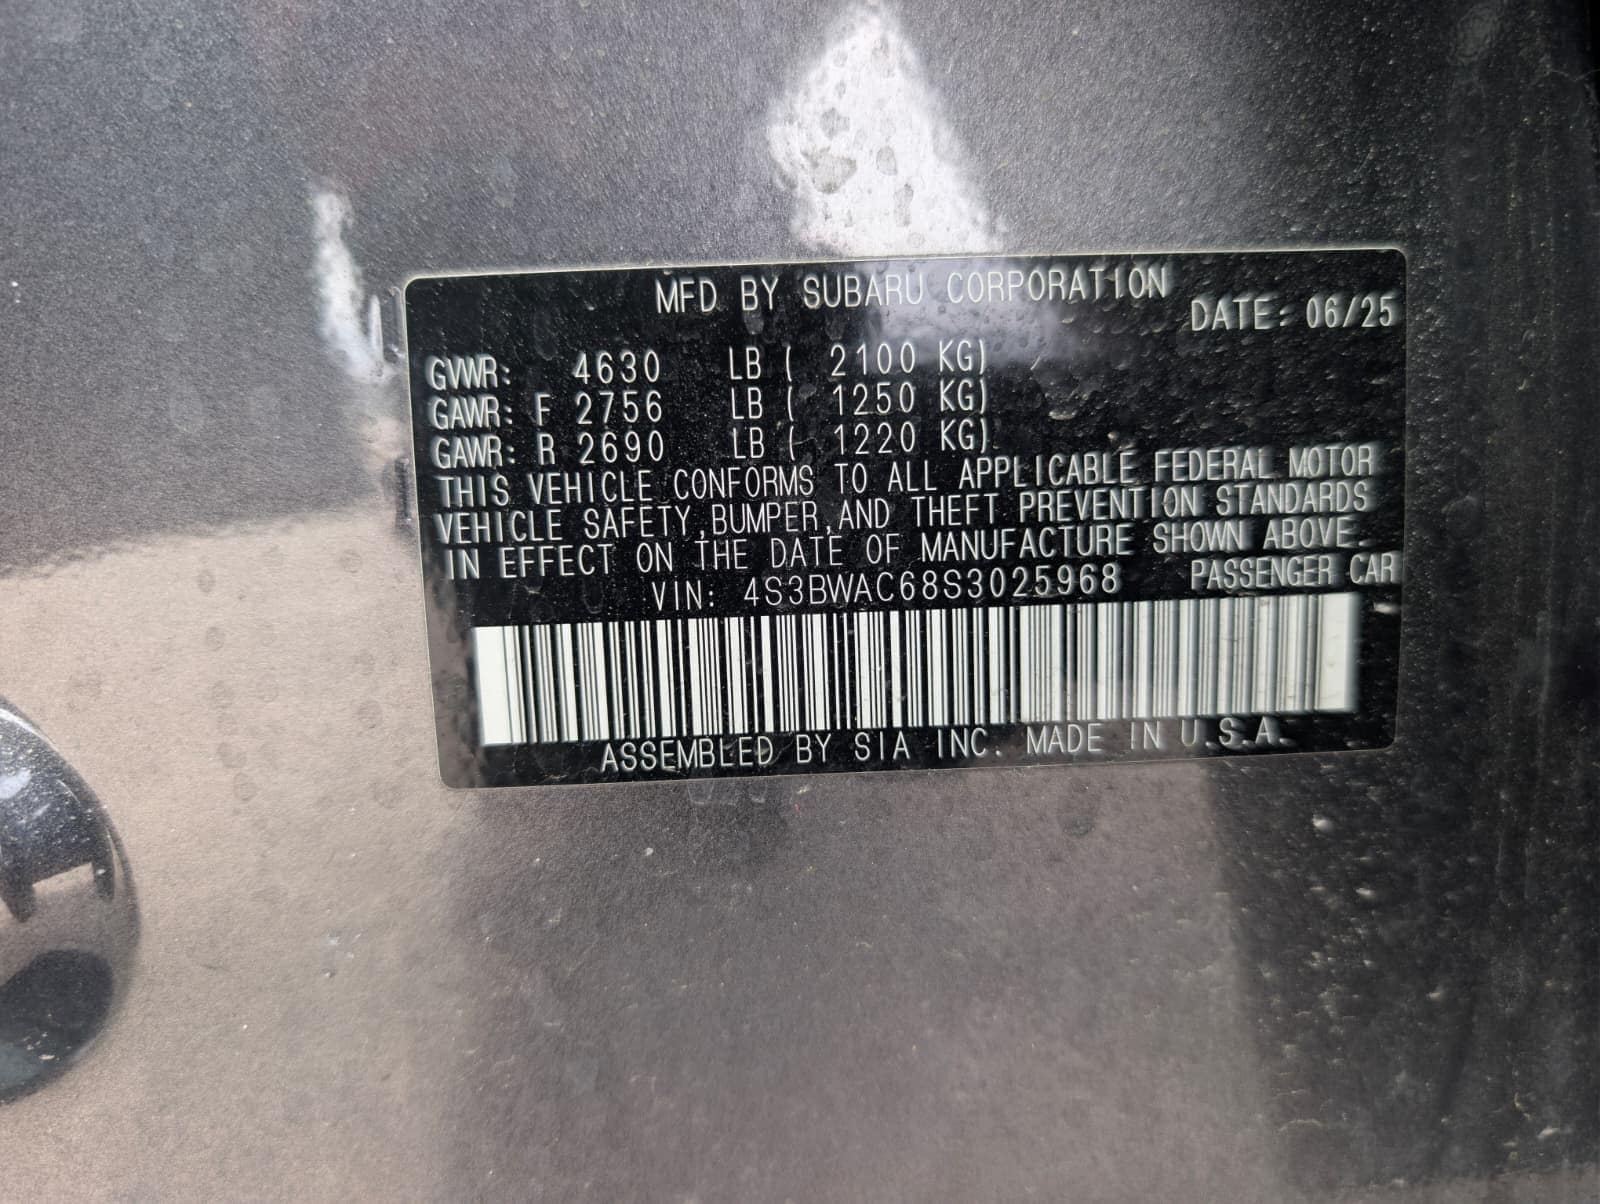 MFD BY SUBARU CORPORATION
DATE: 06/25
GVWR: 4630 LB ( 2100 KG)
GAWR: F 2756 LB ( 1250 KG)
GAWR: R 2690 LB ( 1220 KG)
THIS VEHICLE CONFORMS TO ALL APPLICABLE FEDERAL MOTOR
VEHICLE SAFETY,BUMPER,AND THEFT PREVENTION STANDARDS
IN EFFECT ON THE DATE OF MANUFACTURE SHOWN ABOVE.
VIN: 4S3BWAC68S3025968 PASSENGER CAR
ASSEMBLED BY SIA INC. MADE IN U.S.A.